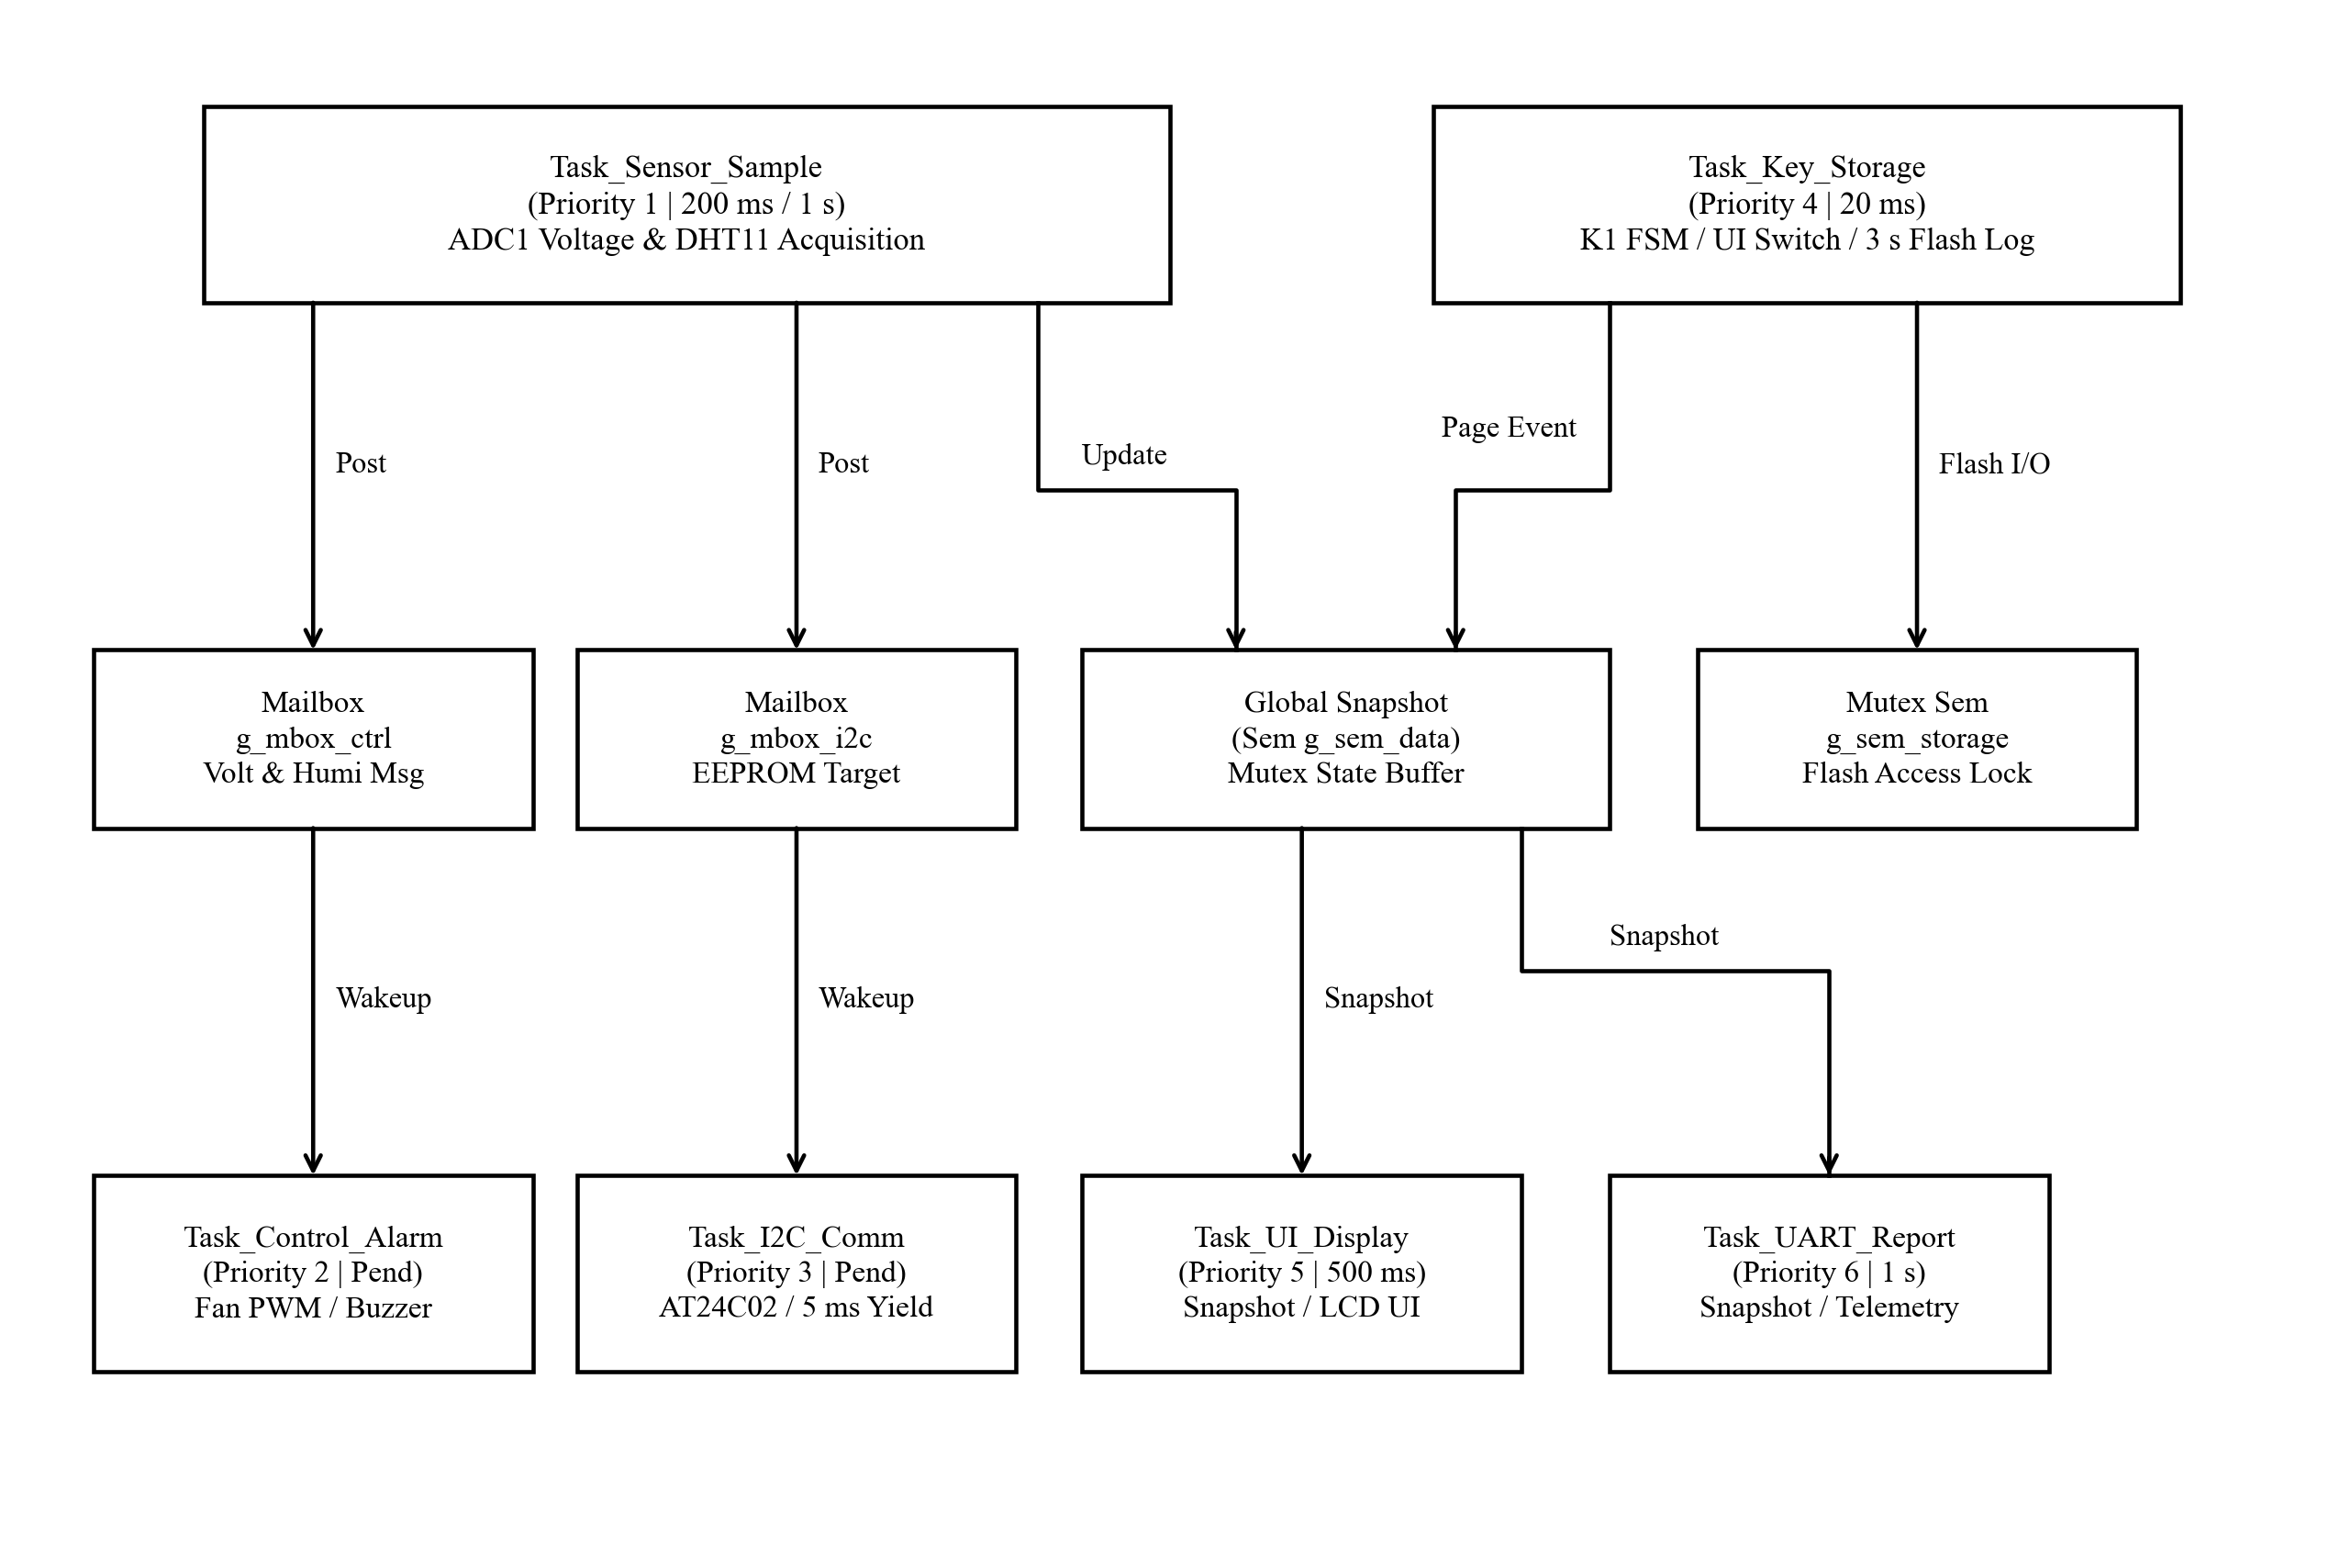 Task_Sensor_Sample
(Priority 1 | 200 ms / 1 s)
ADC1 Voltage & DHT11 Acquisition
Task_Key_Storage
(Priority 4 | 20 ms)
K1 FSM / UI Switch / 3 s Flash Log
Post
Post
Update
Page Event
Flash I/O
Mailbox
g_mbox_ctrl
Volt & Humi Msg
Mailbox
g_mbox_i2c
EEPROM Target
Global Snapshot
(Sem g_sem_data)
Mutex State Buffer
Mutex Sem
g_sem_storage
Flash Access Lock
Wakeup
Wakeup
Snapshot
Snapshot
Task_Control_Alarm
(Priority 2 | Pend)
Fan PWM / Buzzer
Task_I2C_Comm
(Priority 3 | Pend)
AT24C02 / 5 ms Yield
Task_UI_Display
(Priority 5 | 500 ms)
Snapshot / LCD UI
Task_UART_Report
(Priority 6 | 1 s)
Snapshot / Telemetry